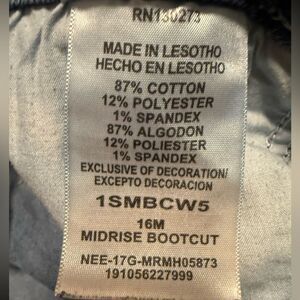 RN130273
MADE IN LESOTHO
HECHO EN LESOTHO
87% COTTON
12% POLYESTER
1% SPANDEX
87% ALGODON
12% POLIESTER
1% SPANDEX
EXCLUSIVE OF DECORATION/
EXCEPTO DECORACION
1SMBCW5
16M
MIDRISE BOOTCUT
NEE-17G-MRMH05873
191056227999